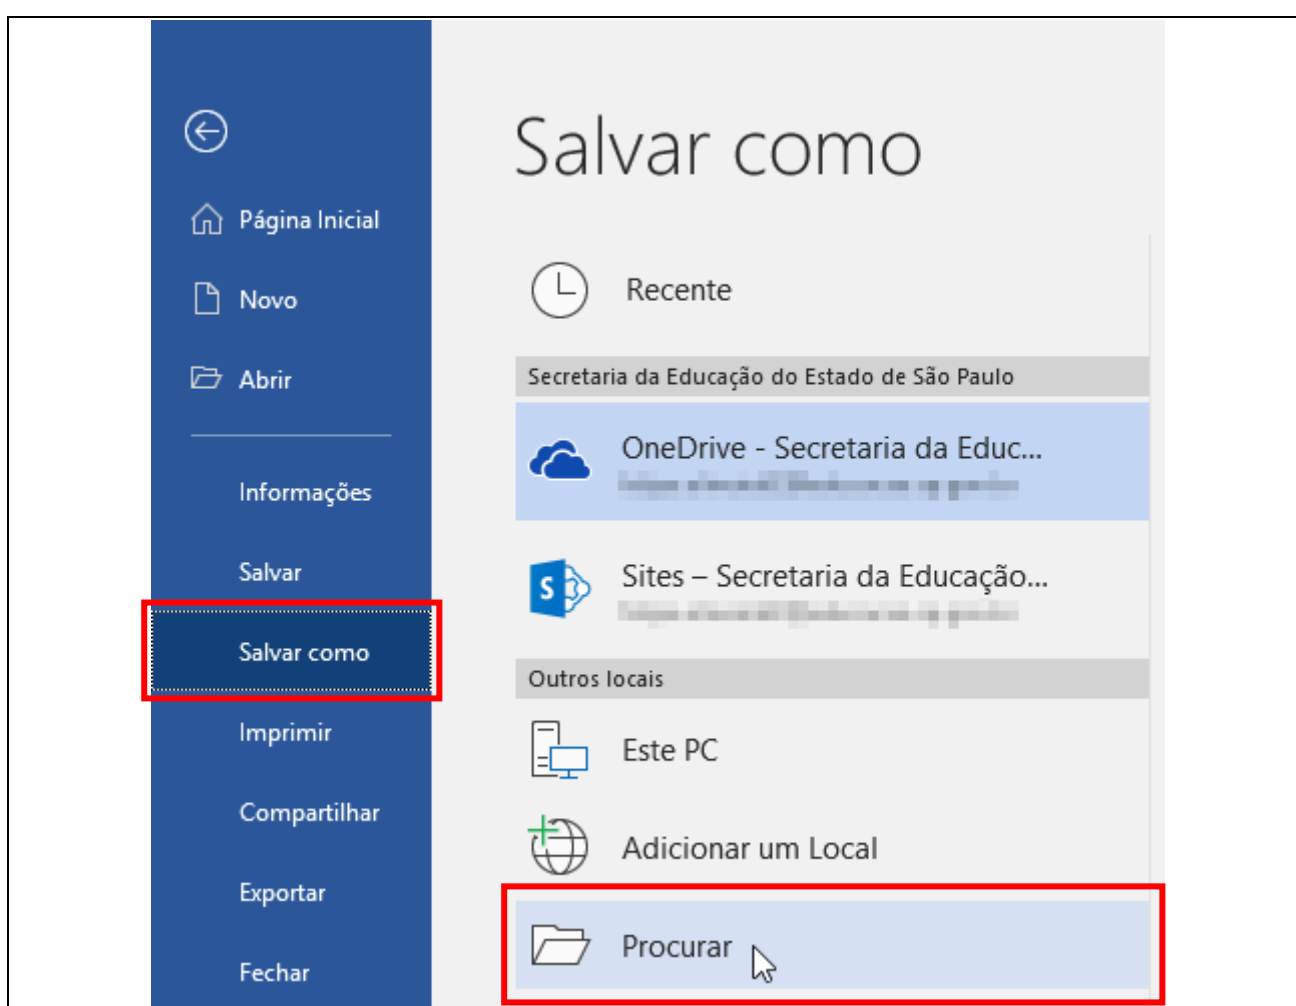 Salvar como
Página Inicial
Novo
Abrir
Informações
Salvar
Salvar como
Imprimir
Compartilhar
Exportar
Fechar
Recente
Secretaria da Educação do Estado de São Paulo
OneDrive - Secretaria da Educ...
S
Sites – Secretaria da Educação...
Outros locais
Este PC
Adicionar um Local
Procurar